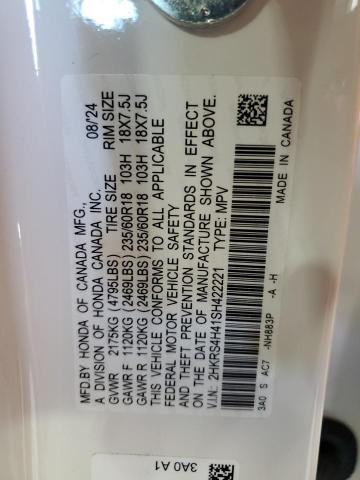 MFD.BY HONDA OF CANADA MFG., 08/'24
A DIVISION OF HONDA CANADA INC.
GVWR 2175KG (4795LBS) TIRE SIZE RIM SIZE
GAWR F 1120KG (2469LBS) 235/60R18 103H 18X7.5J
GAWR R 1120KG (2469LBS) 235/60R18 103H 18X7.5J
THIS VEHICLE CONFORMS TO ALL APPLICABLE
FEDERAL MOTOR VEHICLE SAFETY
AND THEFT PREVENTION STANDARDS IN EFFECT
ON THE DATE OF MANUFACTURE SHOWN ABOVE.
V.I.N.: 2HKRS4H41SH422221 TYPE: MPV
MADE IN CANADA
3A0 S AC7 -NH883P -A -H
3A0 A1